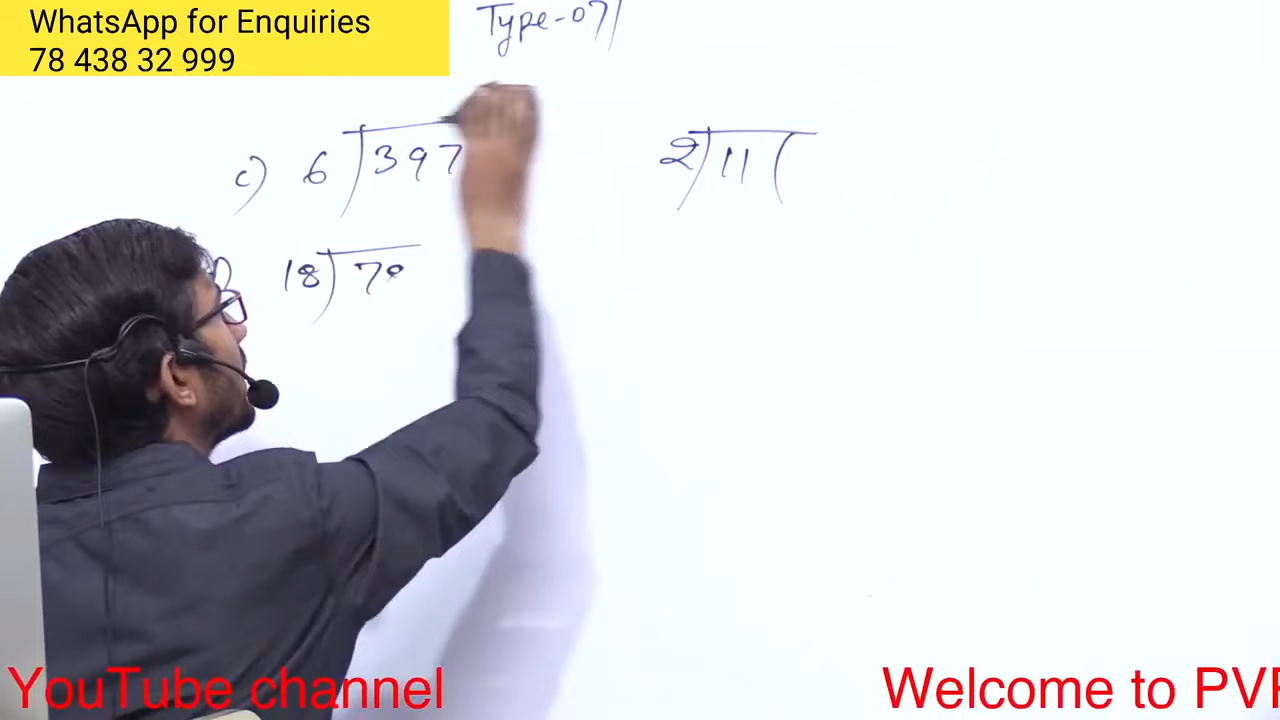 WhatsApp for Enquiries
78 438 32 999
Type-07
c) 6 ) 397
2 ) 11 (
18 ) 78
YouTube channel
Welcome to PVF